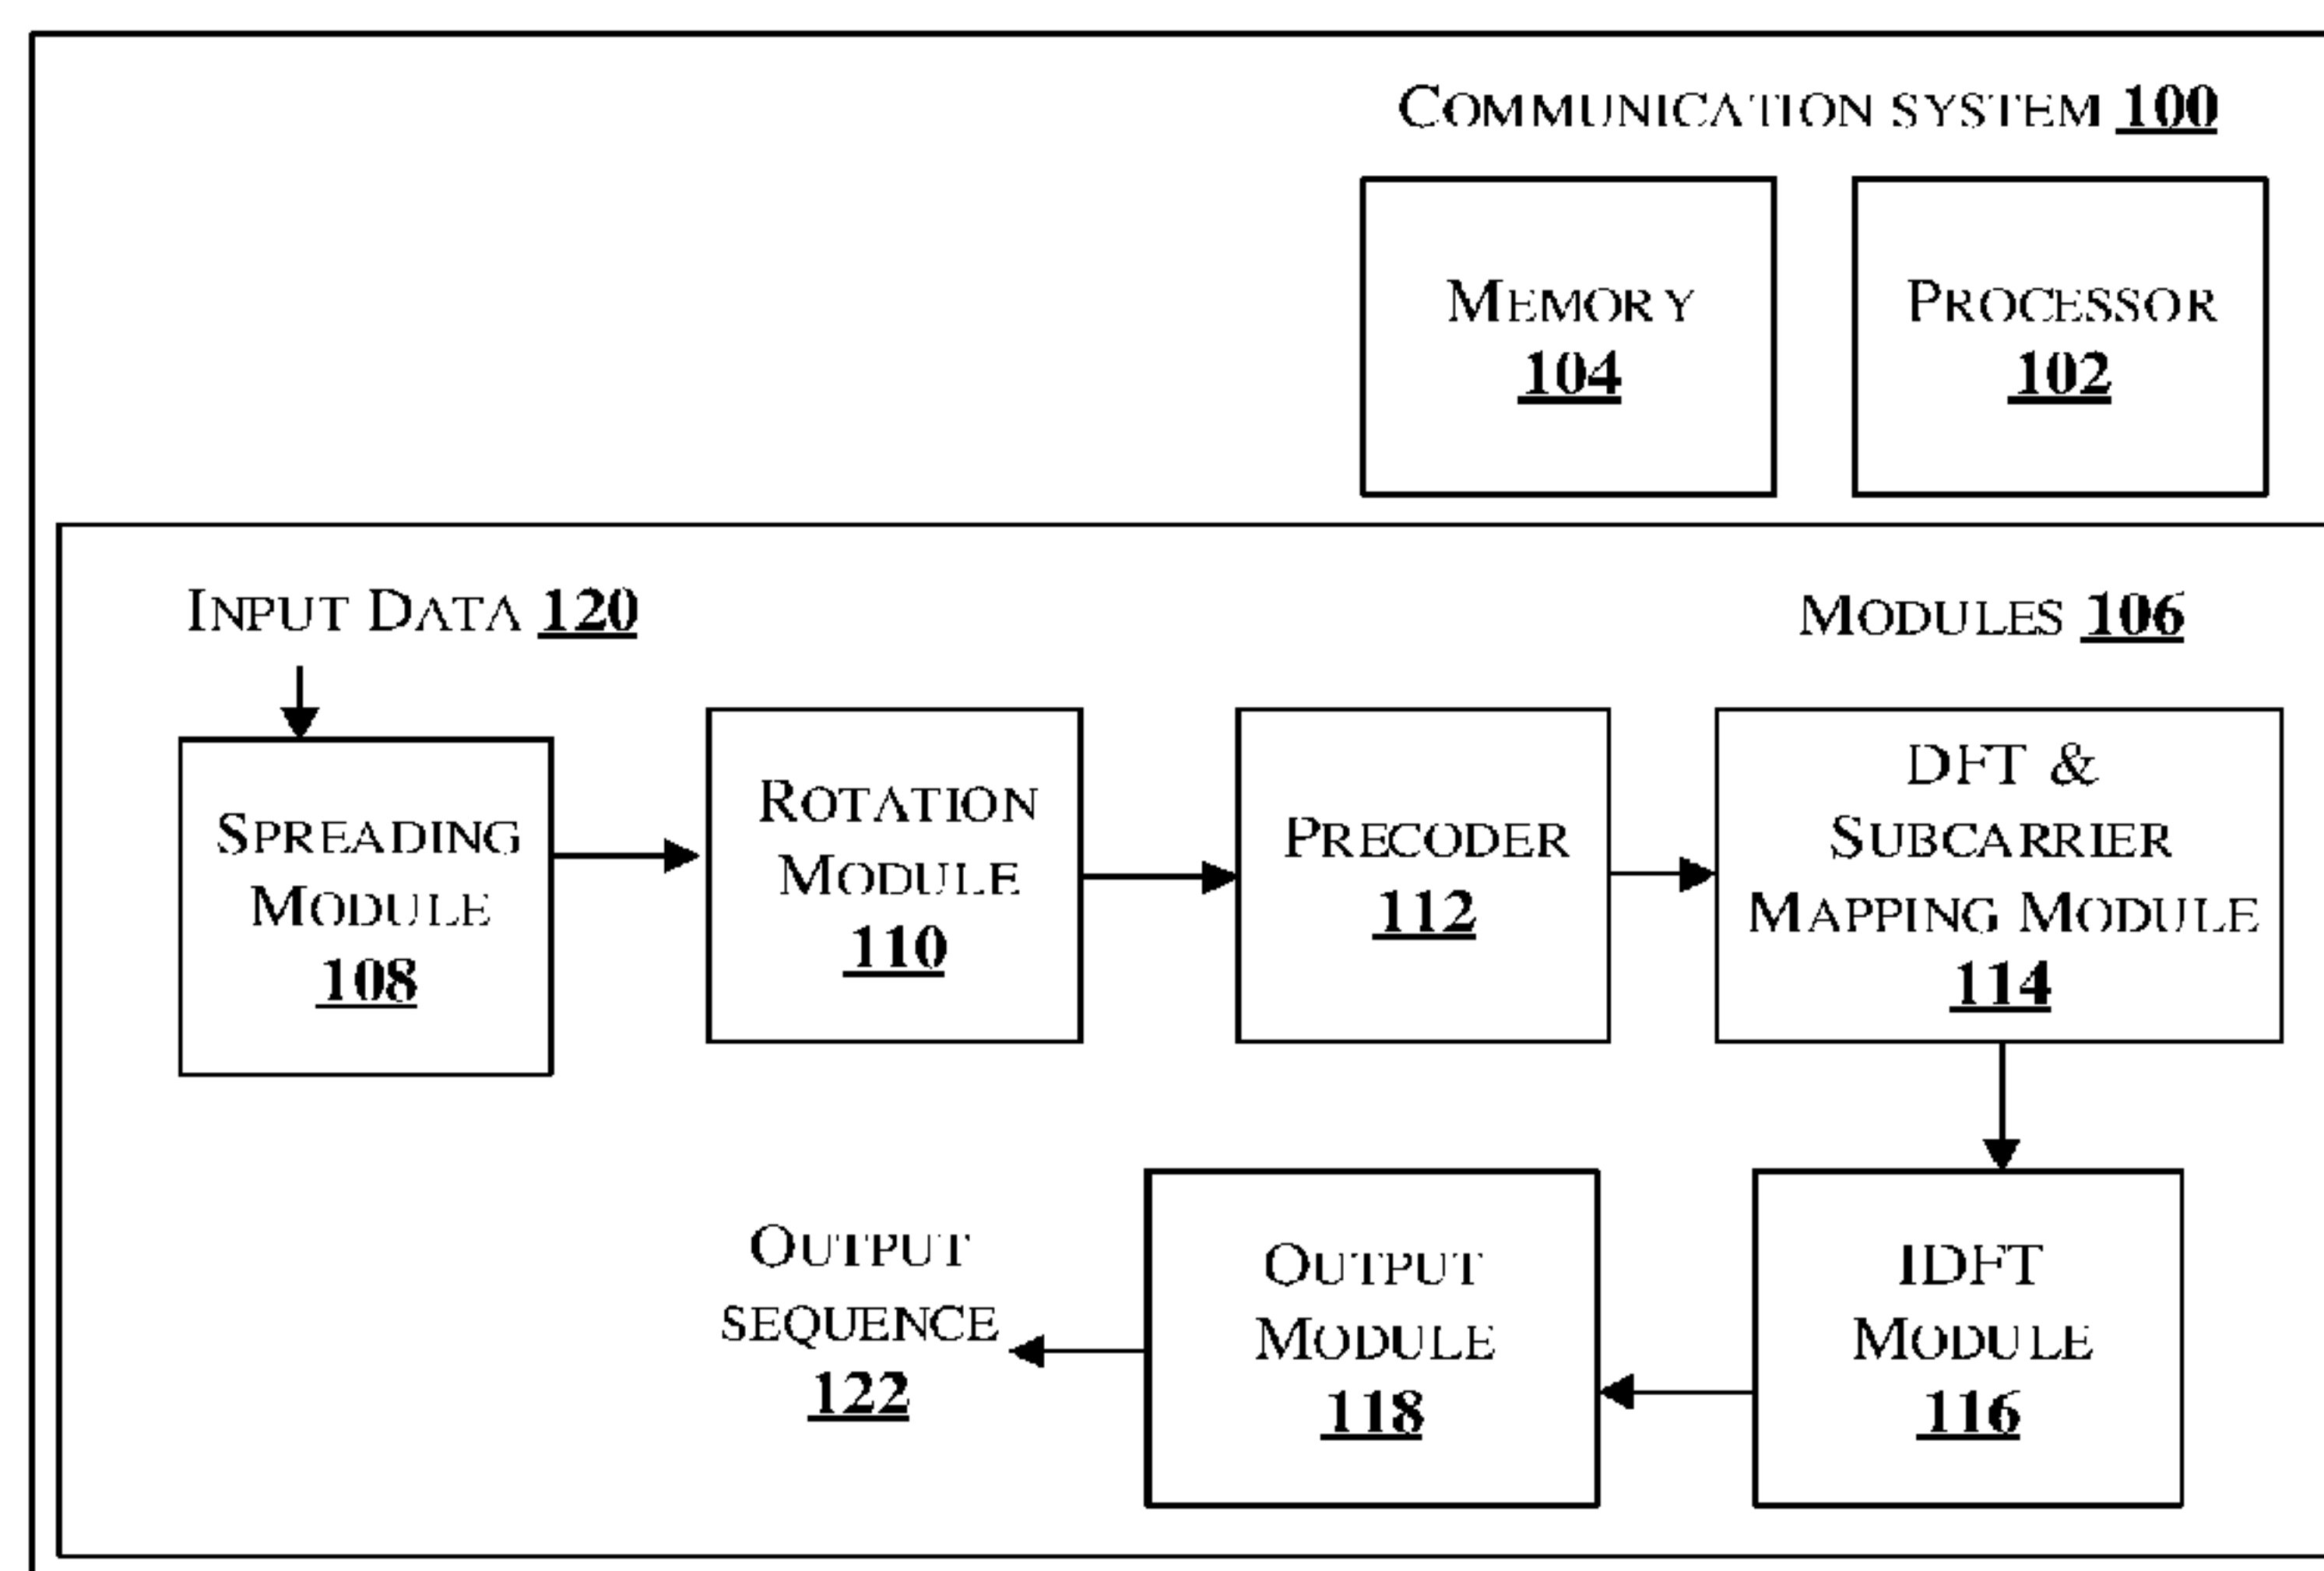 COMMUNICATION SYSTEM 100
MEMORY
104
PROCESSOR
102
INPUT DATA 120
MODULES 106
SPREADING
MODULE
108
ROTATION
MODULE
110
PRECODER
112
DFT &
SUBCARRIER
MAPPING MODULE
114
OUTPUT
SEQUENCE
122
OUTPUT
MODULE
118
IDFT
MODULE
116